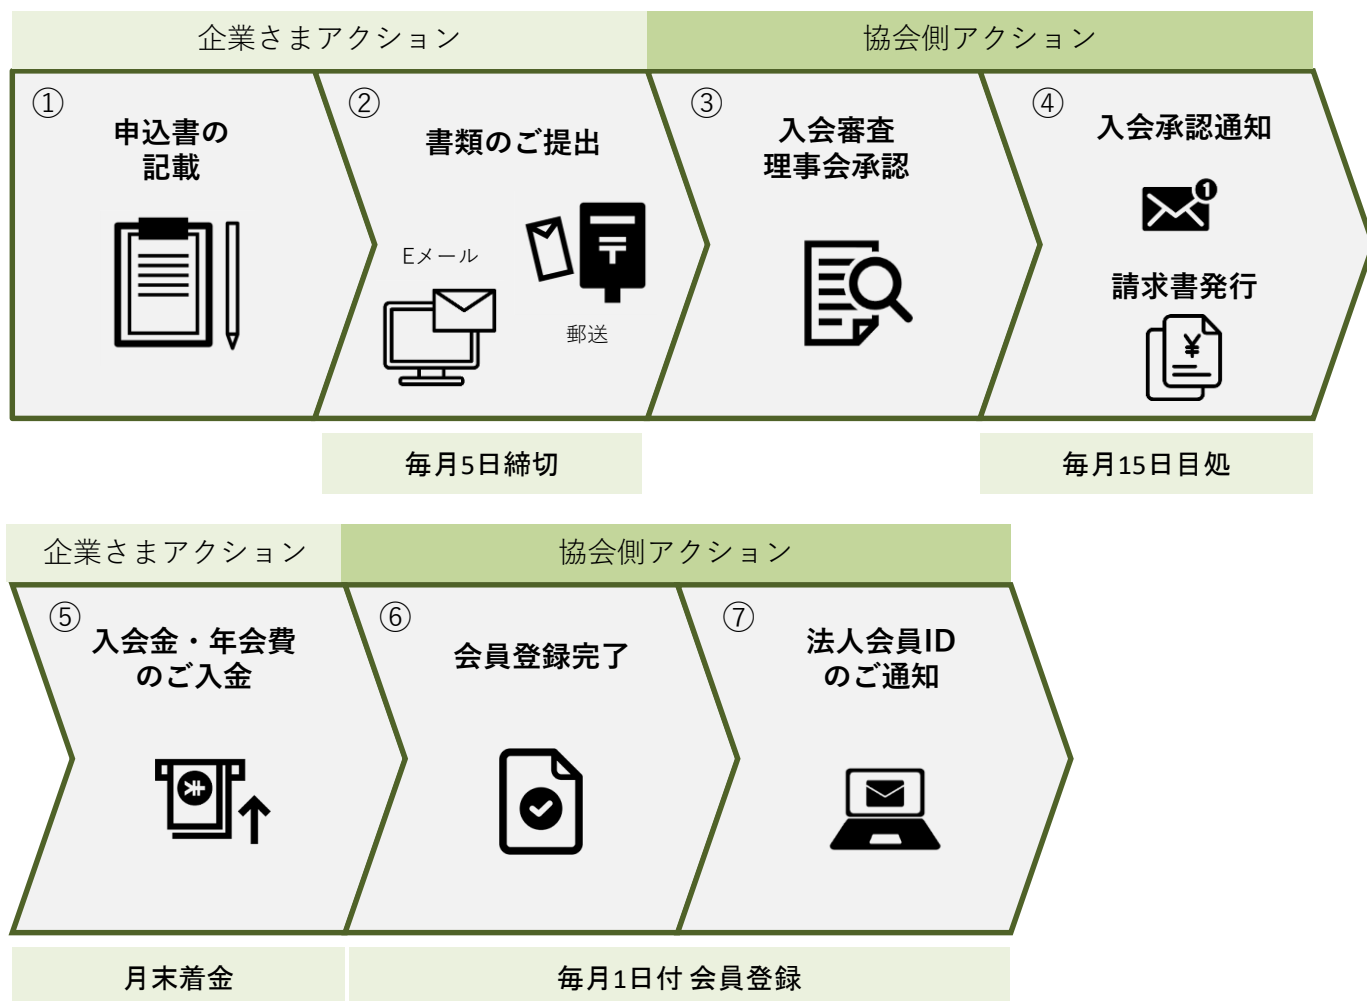 企業さまアクション
協会側アクション
①
申込書の
記載
②
書類のご提出
Eメール
〒
郵送
③
入会審査
理事会承認
④
入会承認通知
1
請求書発行
¥
毎月5日締切
毎月15日目処
企業さまアクション
協会側アクション
⑤
入会金・年会費
のご入金
¥
⑥
会員登録完了
⑦
法人会員ID
のご通知
月末着金
毎月1日付 会員登録